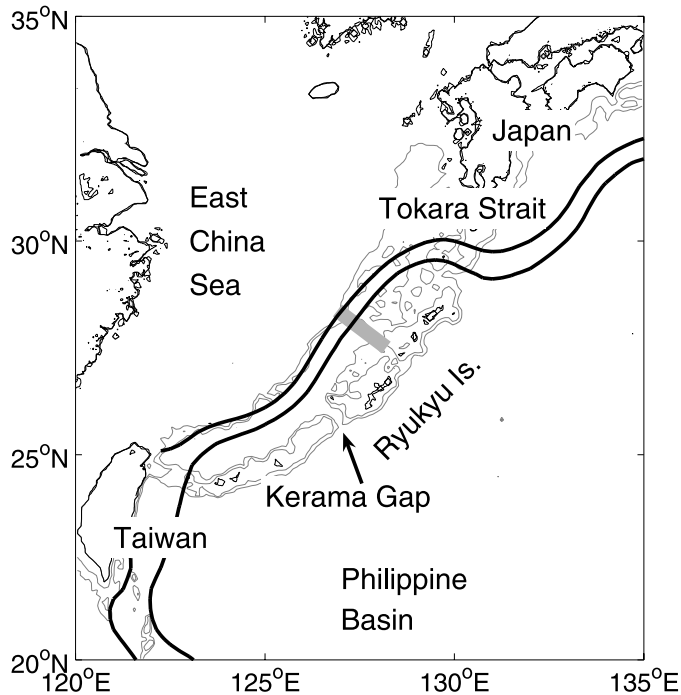 35°N
Japan
East
China
Sea
Tokara Strait
30°N
Ryukyu Is.
25°N
Kerama Gap
Taiwan
Philippine
Basin
20°N
120°E
125°E
130°E
135°E